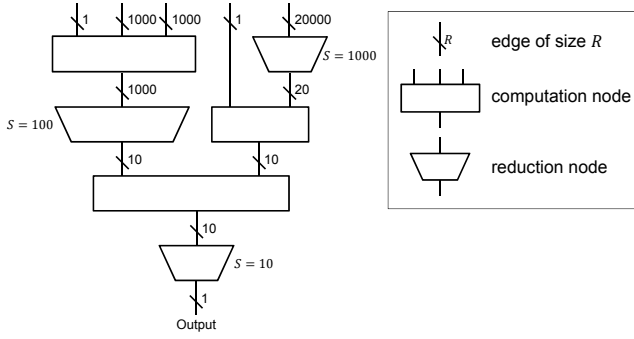 1 1000 1000 1 20000
S = 1000
1000 20
S = 100
10 10
10
S = 10
1
Output
R edge of size R
computation node
reduction node